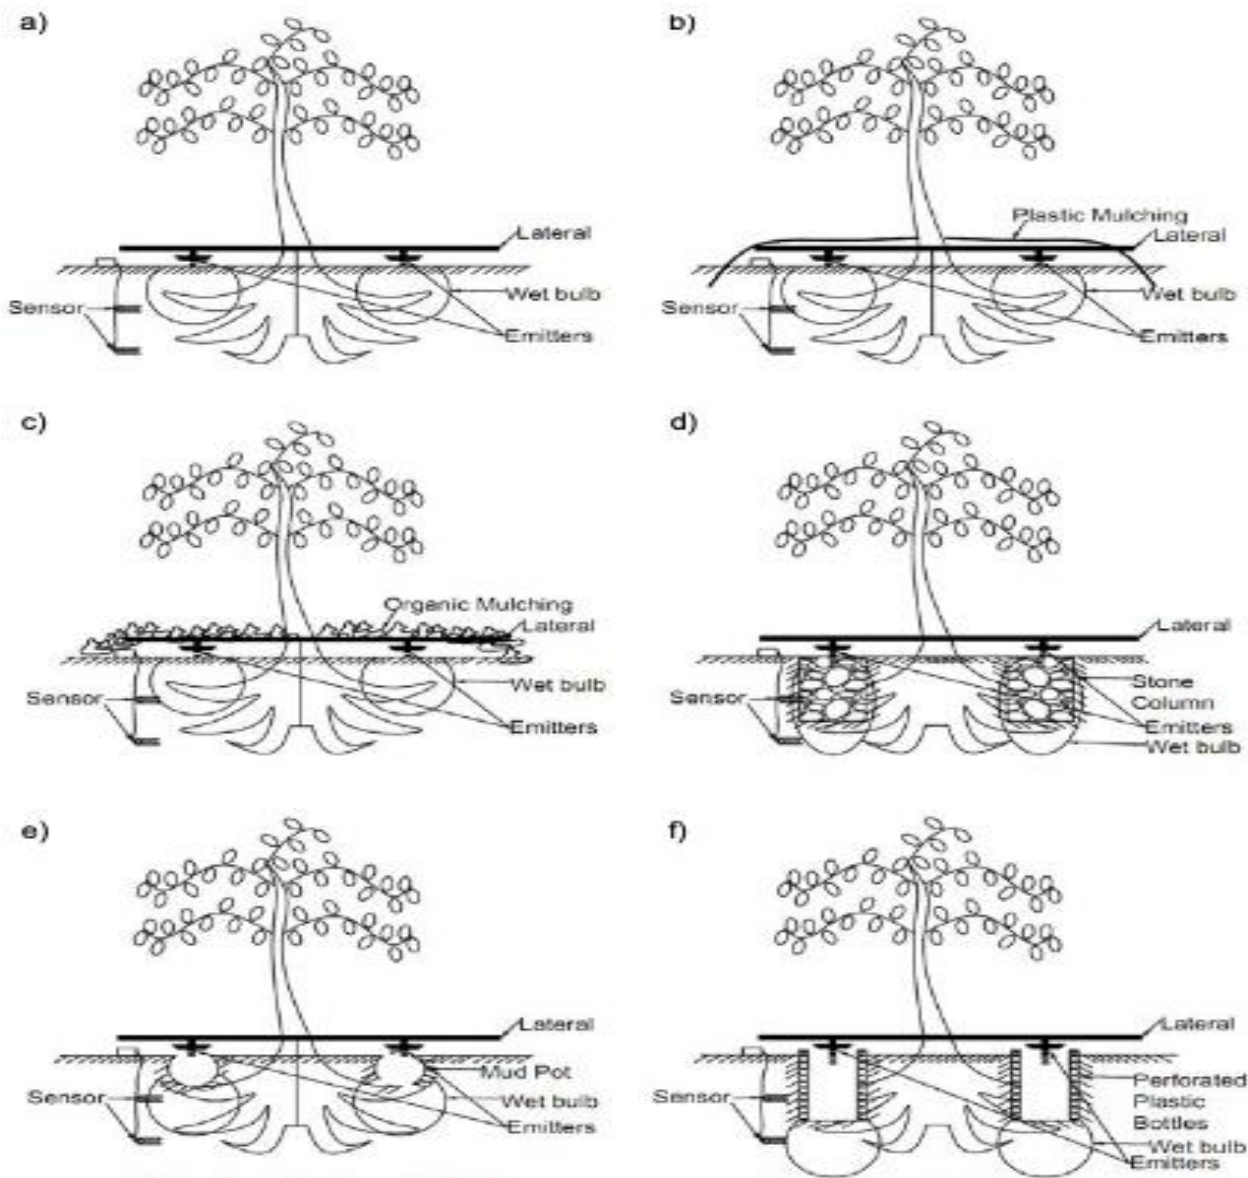 a)
Lateral
Wet bulb
Sensor
Emitters
b)
Plastic Mulching
Lateral
Wet bulb
Sensor
Emitters
c)
Organic Mulching
Lateral
Wet bulb
Sensor
Emitters
d)
Lateral
Stone
Column
Sensor
Emitters
Wet bulb
e)
Lateral
Mud Pot
Sensor
Wet bulb
Emitters
f)
Lateral
Perforated
Plastic
Bottles
Sensor
Wet bulb
Emitters